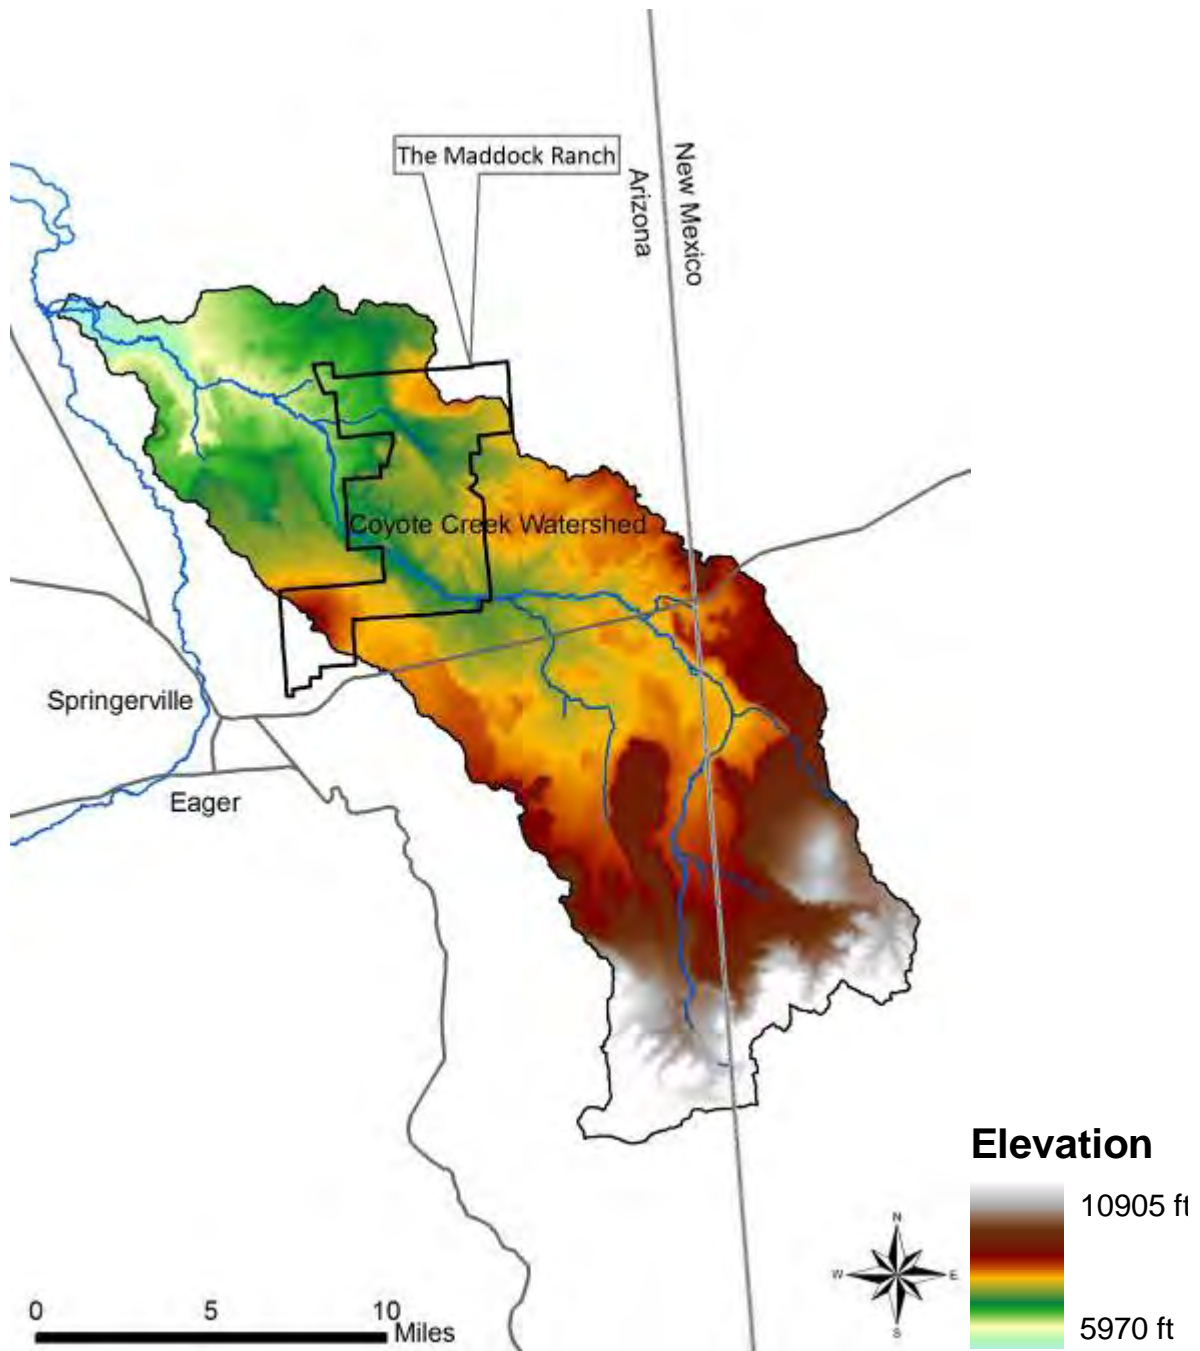 The Maddock Ranch
New Mexico
Arizona
Coyote Creek Watershed
Springerville
Eager
Elevation
10905 ft
5970 ft
N
W
E
S
0 5 10
Miles